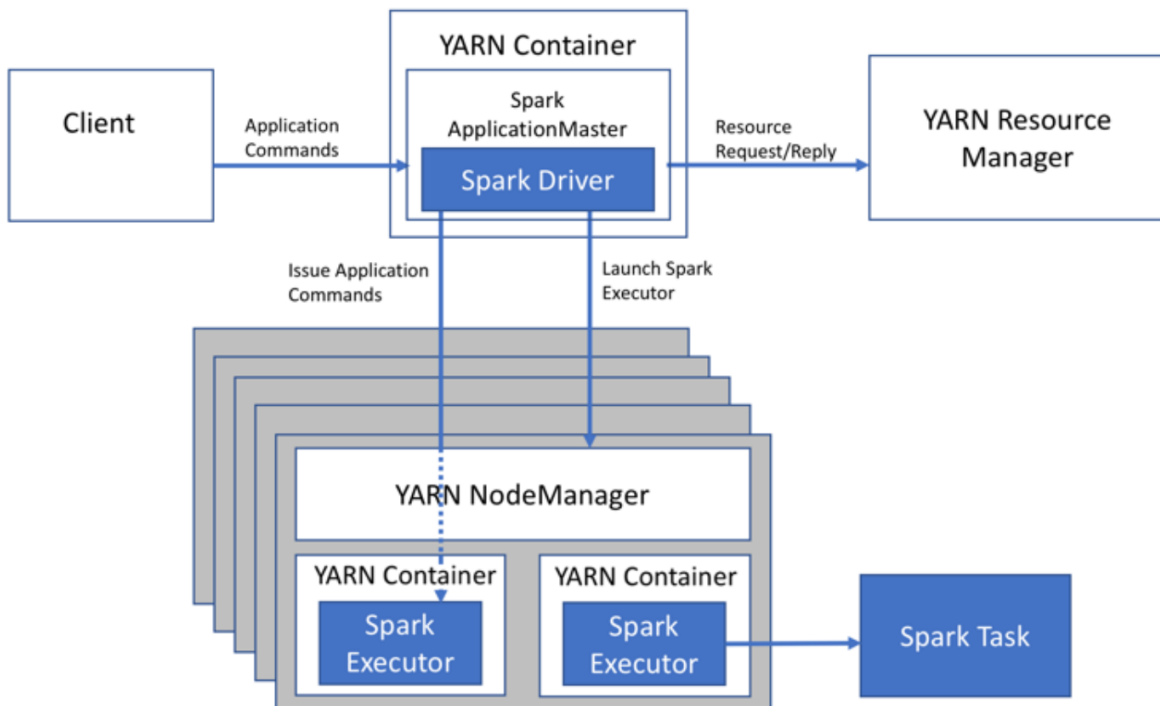 YARN Container
Client
Spark
ApplicationMaster
Application
Commands
Resource
Request/Reply
YARN Resource
Manager
Spark Driver
Issue Application
Commands
Launch Spark
Executor
YARN NodeManager
YARN Container
YARN Container
Spark
Executor
Spark
Executor
Spark Task